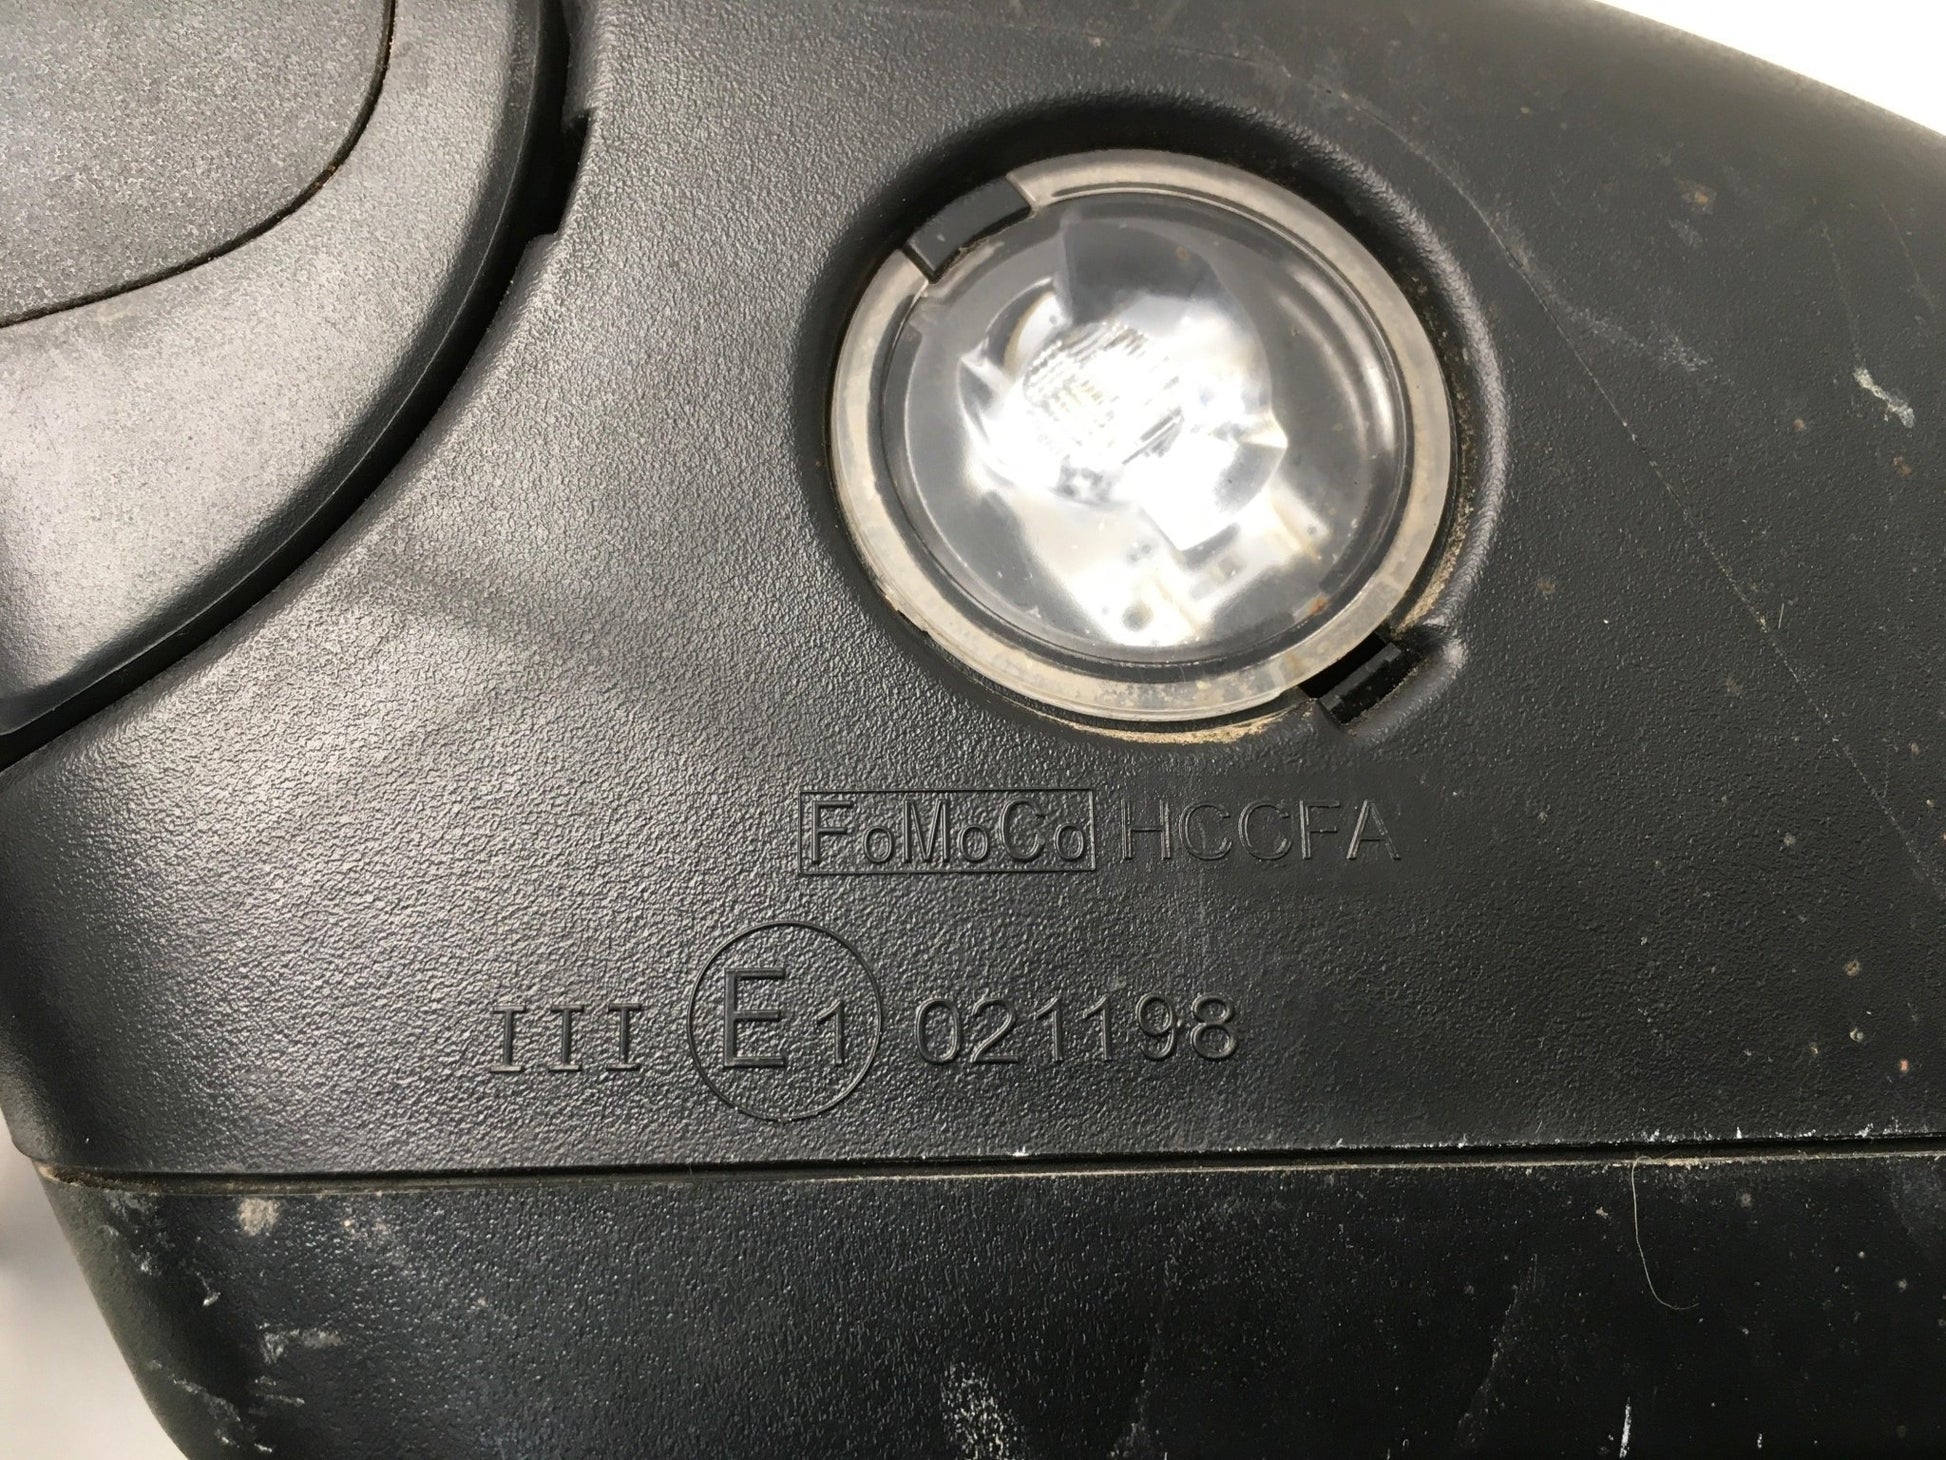 FoMoCo HCCFA
III E1 021198